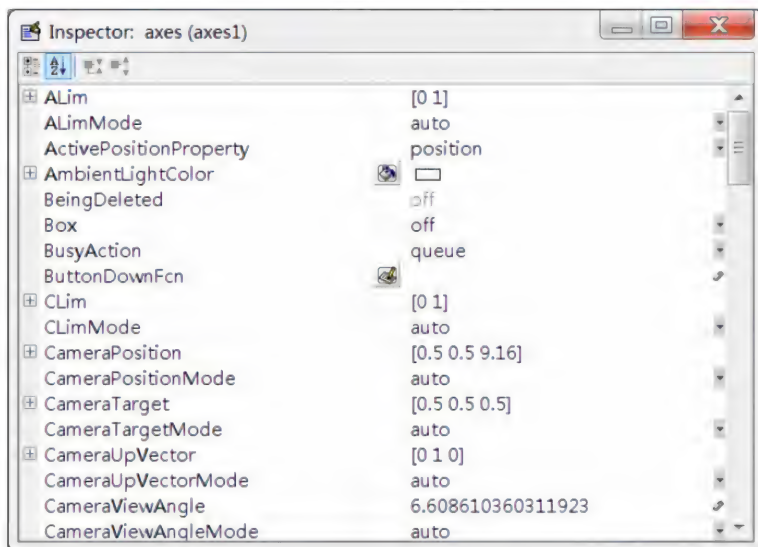 Inspector: axes (axes1)
A
Z
ALim [0 1]
ALimMode auto
ActivePositionProperty position
AmbientLightColor
BeingDeleted off
Box off
BusyAction queue
ButtonDownFcn
CLim [0 1]
CLimMode auto
CameraPosition [0.5 0.5 9.16]
CameraPositionMode auto
CameraTarget [0.5 0.5 0.5]
CameraTargetMode auto
CameraUpVector [0 1 0]
CameraUpVectorMode auto
CameraViewAngle 6.608610360311923
CameraViewAngleMode auto